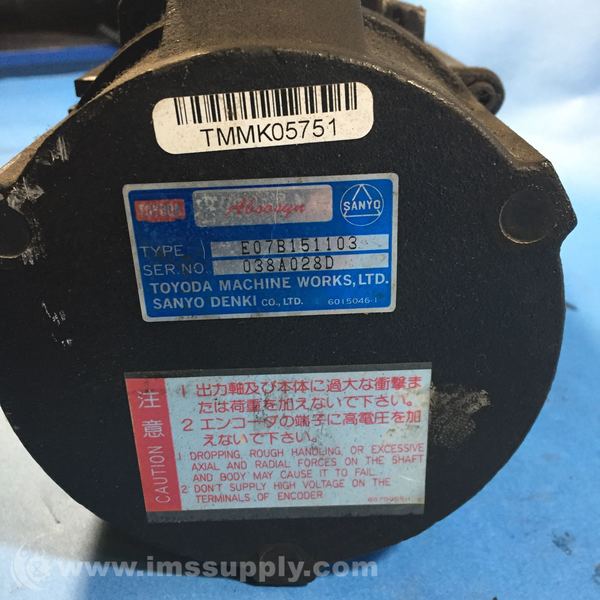 TMMK05751
TOYODA Absosyn SANYO
TYPE E07B151103
SER.NO. 038A028D
TOYODA MACHINE WORKS, LTD.
SANYO DENKI CO., LTD. 6015046-1
注意
CAUTION
1 出力軸及び本体に過大な衝撃ま
たは荷重を加えないで下さい。
2 エンコーダの端子に高電圧を加
えないで下さい。
1 DROPPING, ROUGH HANDLING, OR EXCESSIVE
AXIAL AND RADIAL FORCES ON THE SHAFT
AND BODY MAY CAUSE IT TO FAIL.
2 DON'T SUPPLY HIGH VOLTAGE ON THE
TERMINALS OF ENCODER
www.imssupply.com